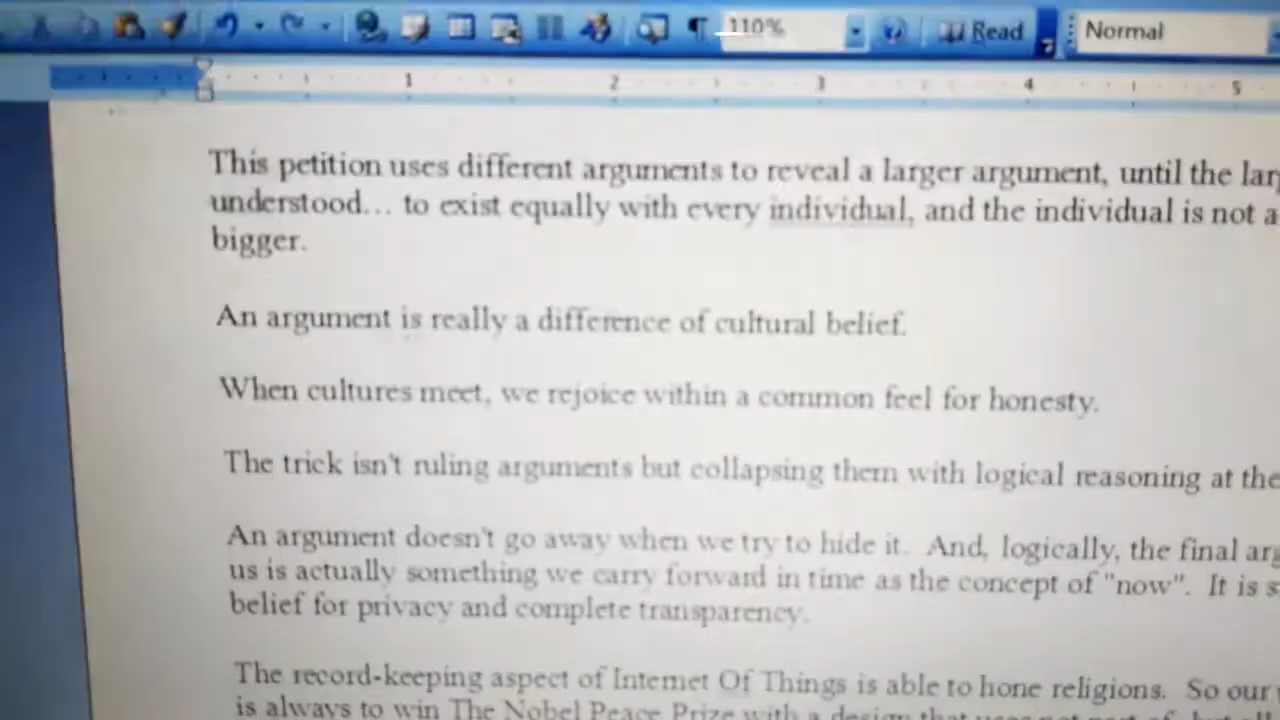 110%
Read
Normal
1 2 3 4 5
This petition uses different arguments to reveal a larger argument, until the
understood... to exist equally with every individual, and the individual is not a
bigger.
An argument is really a difference of cultural belief.
When cultures meet, we rejoice within a common feel for honesty.
The trick isn't ruling arguments but collapsing them with logical reasoning at the
An argument doesn't go away when we try to hide it. And, logically, the final
us is actually something we carry forward in time as the concept of "now". It is
belief for privacy and complete transparency.
The record-keeping aspect of Internet Of Things is able to hone religions. So our
is always to win The Nobel Peace Prize with a design that